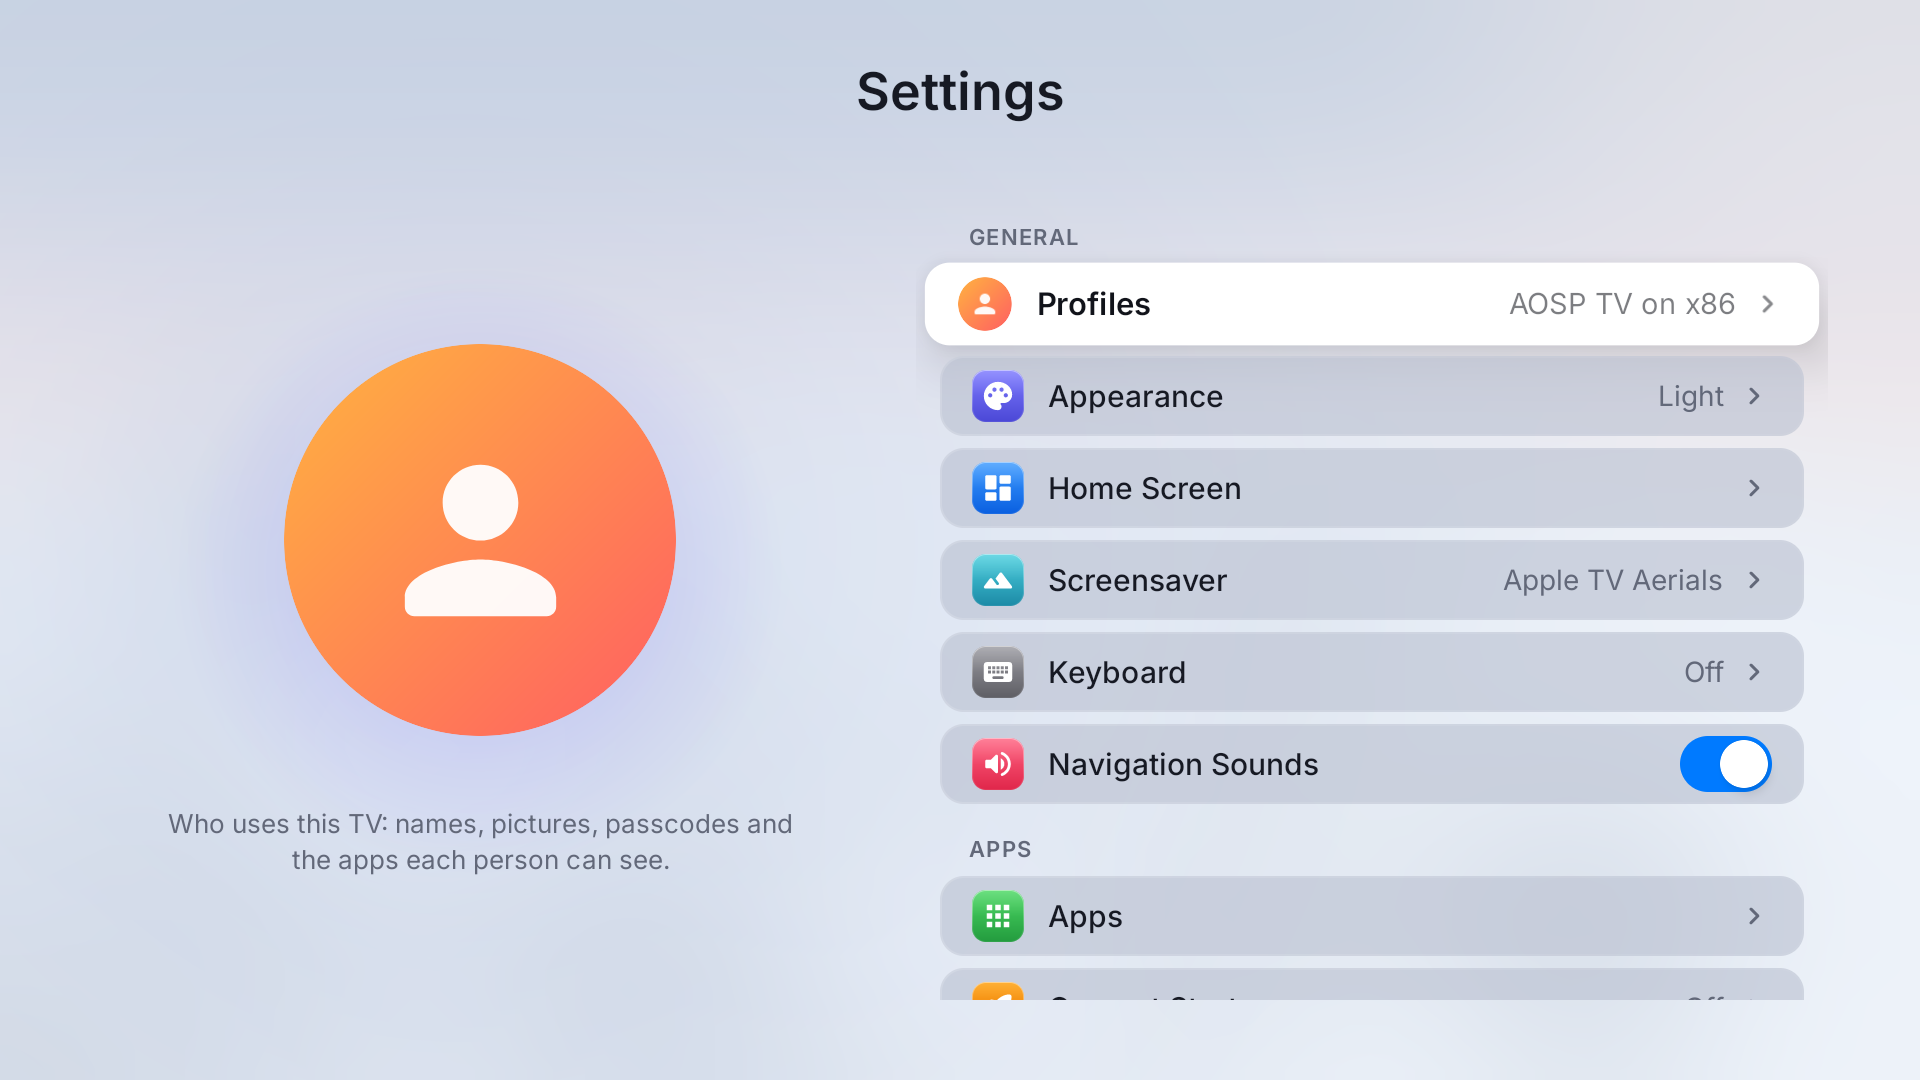 Settings
GENERAL
Profiles AOSP TV on x86
Appearance Light
Home Screen
Screensaver Apple TV Aerials
Keyboard Off
Navigation Sounds
Who uses this TV: names, pictures, passcodes and
the apps each person can see.
APPS
Apps